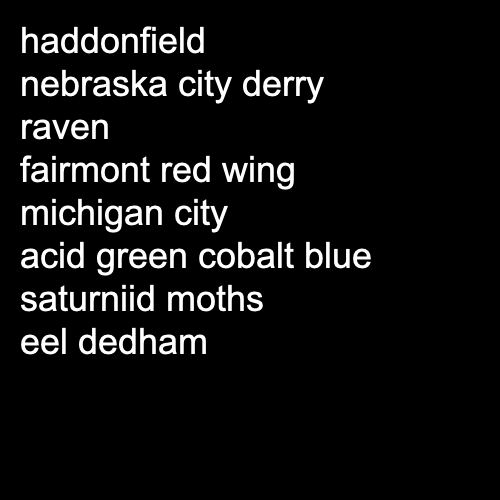 haddonfield
nebraska city derry
raven
fairmont red wing
michigan city
acid green cobalt blue
saturniid moths
eel dedham